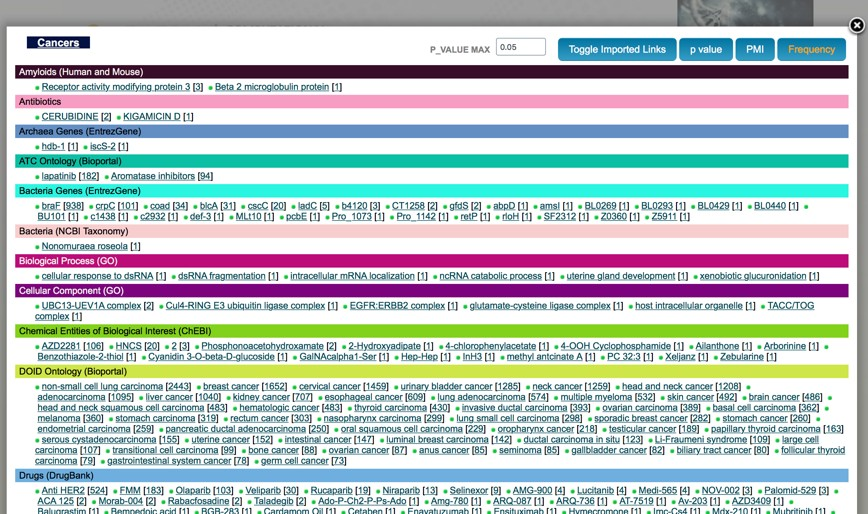 Cancers
P_VALUE MAX 0.05 Toggle Imported Links p value PMI Frequency
Amyloids (Human and Mouse)
Receptor activity modifying protein 3 [3] Beta 2 microglobulin protein [1]
Antibiotics
CERUBIDINE [2] KIGAMICIN D [1]
Archaea Genes (EntrezGene)
hdb-1 [1] iscS-2 [1]
ATC Ontology (Bioportal)
lapatinib [182] Aromatase inhibitors [94]
Bacteria Genes (EntrezGene)
braF [938] crpC [101] coad [34] blcA [31] cscC [20] ladC [5] b4120 [3] CT1258 [2] gfdS [2] abpD [1] amsI [1] BL0269 [1] BL0293 [1] BL0429 [1] BL0440 [1]
BU101 [1] c1438 [1] c2932 [1] def-3 [1] MLt10 [1] pcbE [1] Pro_1073 [1] Pro_1142 [1] retP [1] rloH [1] SF2312 [1] Z0360 [1] Z5911 [1]
Bacteria (NCBI Taxonomy)
Nonomuraea roseola [1]
Biological Process (GO)
cellular response to dsRNA [1] dsRNA fragmentation [1] intracellular mRNA localization [1] ncRNA catabolic process [1] uterine gland development [1] xenobiotic glucuronidation [1]
Cellular Component (GO)
UBC13-UEV1A complex [2] Cul4-RING E3 ubiquitin ligase complex [1] EGFR:ERBB2 complex [1] glutamate-cysteine ligase complex [1] host intracellular organelle [1] TACC/TOG
complex [1]
Chemical Entities of Biological Interest (ChEBI)
AZD2281 [106] HNCS [20] 2 [3] Phosphonoacetohydroxamate [2] 2-Hydroxyadipate [1] 4-chlorophenylacetate [1] 4-OOH Cyclophosphamide [1] Ailanthone [1] Arborinine [1]
Benzothiazole-2-thiol [1] Cyanidin 3-O-beta-D-glucoside [1] GalNAcalpha1-Ser [1] Hep-Hep [1] InH3 [1] methyl antcinate A [1] PC 32:3 [1] Xeljanz [1] Zebularine [1]
DOID Ontology (Bioportal)
non-small cell lung carcinoma [2443] breast cancer [1652] cervical cancer [1459] urinary bladder cancer [1285] neck cancer [1259] head and neck cancer [1208]
adenocarcinoma [1095] liver cancer [1040] kidney cancer [707] esophageal cancer [609] lung adenocarcinoma [574] multiple myeloma [532] skin cancer [492] brain cancer [486]
head and neck squamous cell carcinoma [483] hematologic cancer [483] thyroid carcinoma [430] invasive ductal carcinoma [393] ovarian carcinoma [389] basal cell carcinoma [362]
melanoma [360] stomach carcinoma [319] rectum cancer [303] nasopharynx carcinoma [299] lung small cell carcinoma [298] sporadic breast cancer [282] stomach cancer [260]
endometrial carcinoma [259] pancreatic ductal adenocarcinoma [250] oral squamous cell carcinoma [229] oropharynx cancer [218] testicular cancer [189] papillary thyroid carcinoma [163]
serous cystadenocarcinoma [155] uterine cancer [152] intestinal cancer [147] luminal breast carcinoma [142] ductal carcinoma in situ [123] Li-Fraumeni syndrome [109] large cell
carcinoma [107] transitional cell carcinoma [99] bone cancer [88] ovarian cancer [87] anus cancer [85] seminoma [85] gallbladder cancer [82] biliary tract cancer [80] follicular thyroid
carcinoma [79] gastrointestinal system cancer [78] germ cell cancer [73]
Drugs (DrugBank)
Anti HER2 [524] FMM [183] Olaparib [103] Veliparib [30] Rucaparib [19] Niraparib [13] Selinexor [9] AMG-900 [4] Lucitanib [4] Medi-565 [4] NOV-002 [3] Palomid-529 [3]
ACA 125 [2] Morab-004 [2] Rabacfosadine [2] Taladegib [2] Ado-P-Ch2-P-Ps-Ado [1] Amg-780 [1] ARQ-087 [1] ARQ-736 [1] AT-7519 [1] Av-203 [1] AZD3409 [1]
Balugrastim [1] Bempedoic acid [1] BGB-283 [1] Cardamom Oil [1] Cetaben [1] Enavatuzumab [1] Ensituximab [1] Hymecromone [1] Imc-Cs4 [1] Mdx-210 [1] Mubritinib [1]